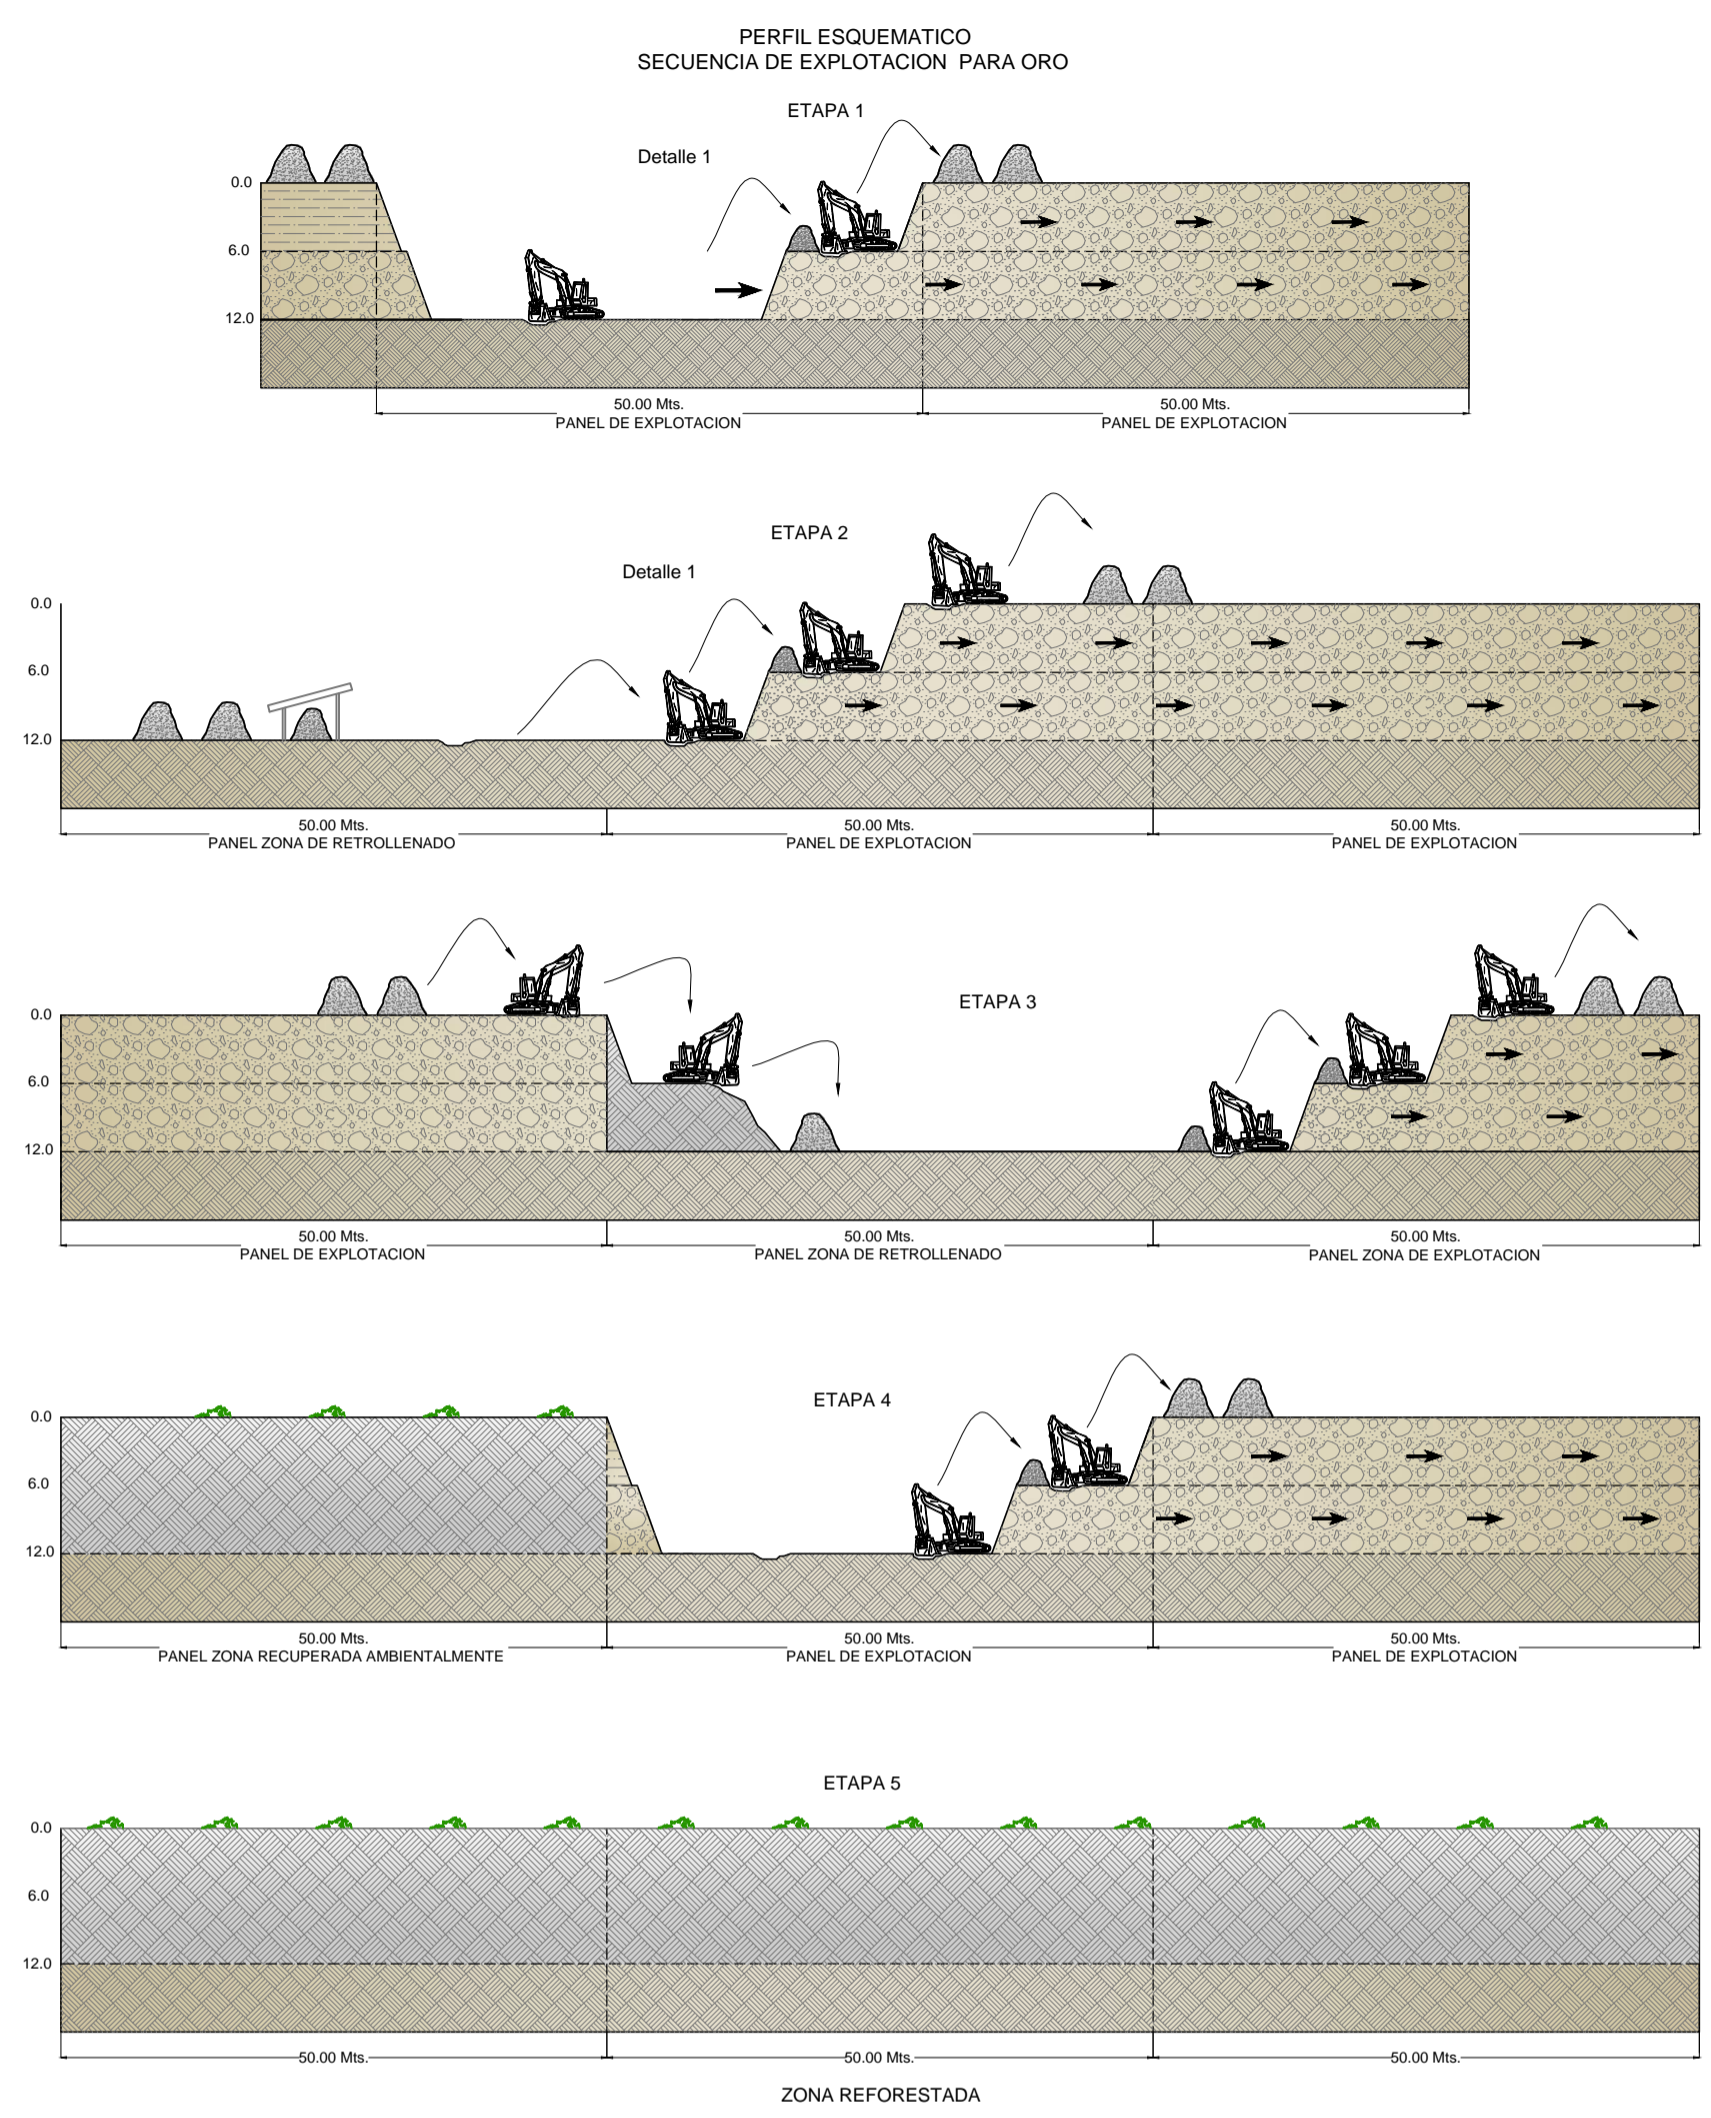 PERFIL ESQUEMATICO
SECUENCIA DE EXPLOTACION PARA ORO
ETAPA 1
Detalle 1
0.0
6.0
12.0
50.00 Mts.
50.00 Mts.
PANEL DE EXPLOTACION
PANEL DE EXPLOTACION
ETAPA 2
Detalle 1
0.0
6.0
12.0
50.00 Mts.
50.00 Mts.
50.00 Mts.
PANEL ZONA DE RETROLLENADO
PANEL DE EXPLOTACION
PANEL DE EXPLOTACION
ETAPA 3
0.0
6.0
12.0
50.00 Mts.
50.00 Mts.
50.00 Mts.
PANEL DE EXPLOTACION
PANEL ZONA DE RETROLLENADO
PANEL ZONA DE EXPLOTACION
ETAPA 4
0.0
6.0
12.0
50.00 Mts.
50.00 Mts.
50.00 Mts.
PANEL ZONA RECUPERADA AMBIENTALMENTE
PANEL DE EXPLOTACION
PANEL DE EXPLOTACION
ETAPA 5
0.0
6.0
12.0
50.00 Mts.
50.00 Mts.
50.00 Mts.
ZONA REFORESTADA